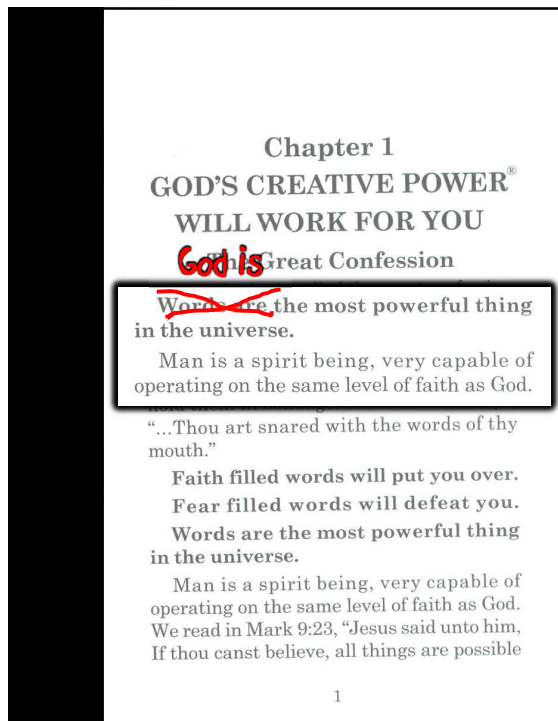 Chapter 1
GOD'S CREATIVE POWER®
WILL WORK FOR YOU
God is
Great Confession
Words are the most powerful thing
in the universe.
Man is a spirit being, very capable of
operating on the same level of faith as God.
“...Thou art snared with the words of thy
mouth.”
Faith filled words will put you over.
Fear filled words will defeat you.
Words are the most powerful thing
in the universe.
Man is a spirit being, very capable of
operating on the same level of faith as God.
We read in Mark 9:23, “Jesus said unto him,
If thou canst believe, all things are possible
1